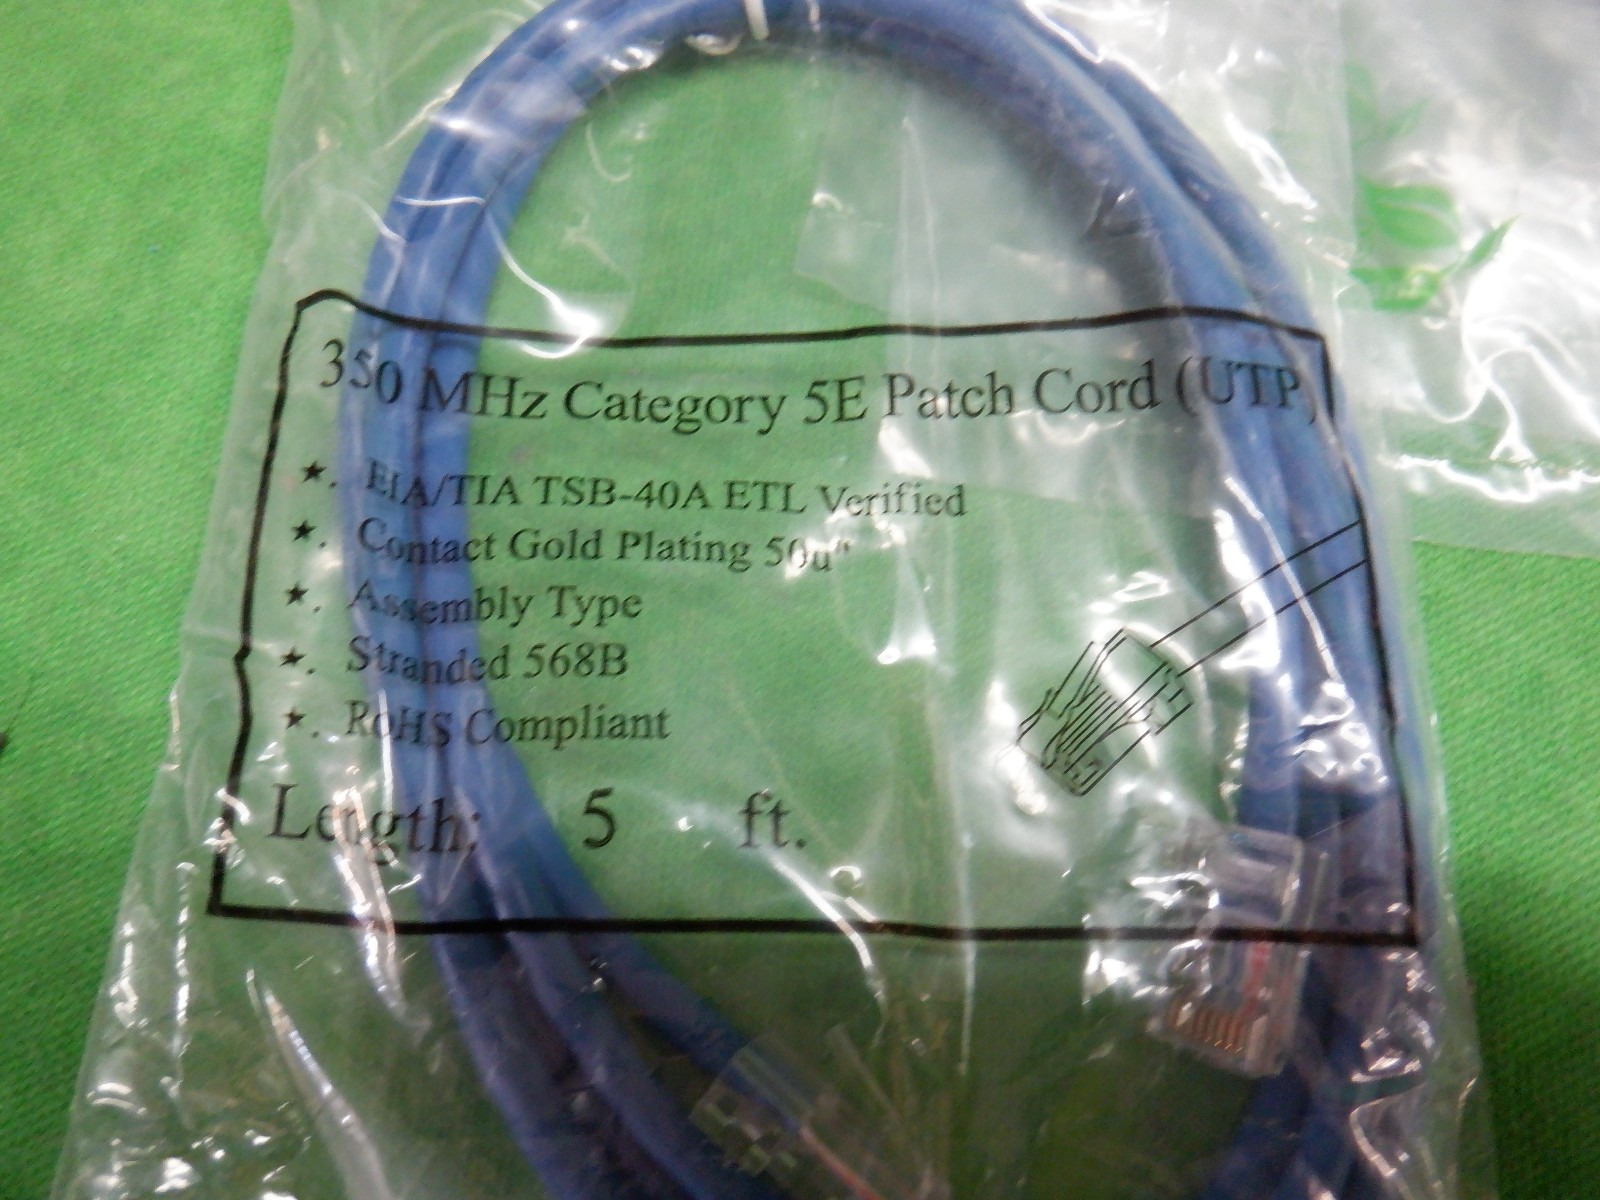 350 MHz Category 5E Patch Cord (UTP)
★. EIA/TIA TSB-40A ETL Verified
★. Contact Gold Plating 50u"
★. Assembly Type
★. Stranded 568B
★. RoHS Compliant
Length: 5 ft.